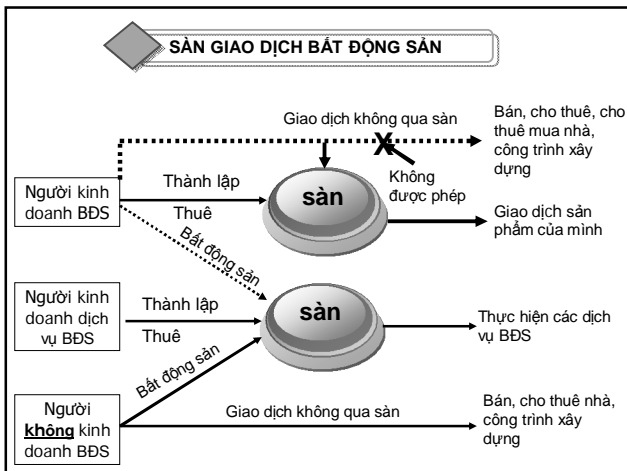 SÀN GIAO DỊCH BẤT ĐỘNG SẢN
Giao dịch không qua sàn
Bán, cho thuê, cho
thuê mua nhà,
công trình xây
dựng
X
Không
được phép
Người kinh
doanh BĐS
Thành lập
Thuê
sàn
Giao dịch sản
phẩm của mình
Bất động sản
Người kinh
doanh dịch
vụ BĐS
Thành lập
Thuê
sàn
Thực hiện các dịch
vụ BĐS
Bất động sản
Người
không kinh
doanh BĐS
Giao dịch không qua sàn
Bán, cho thuê nhà,
công trình xây
dựng